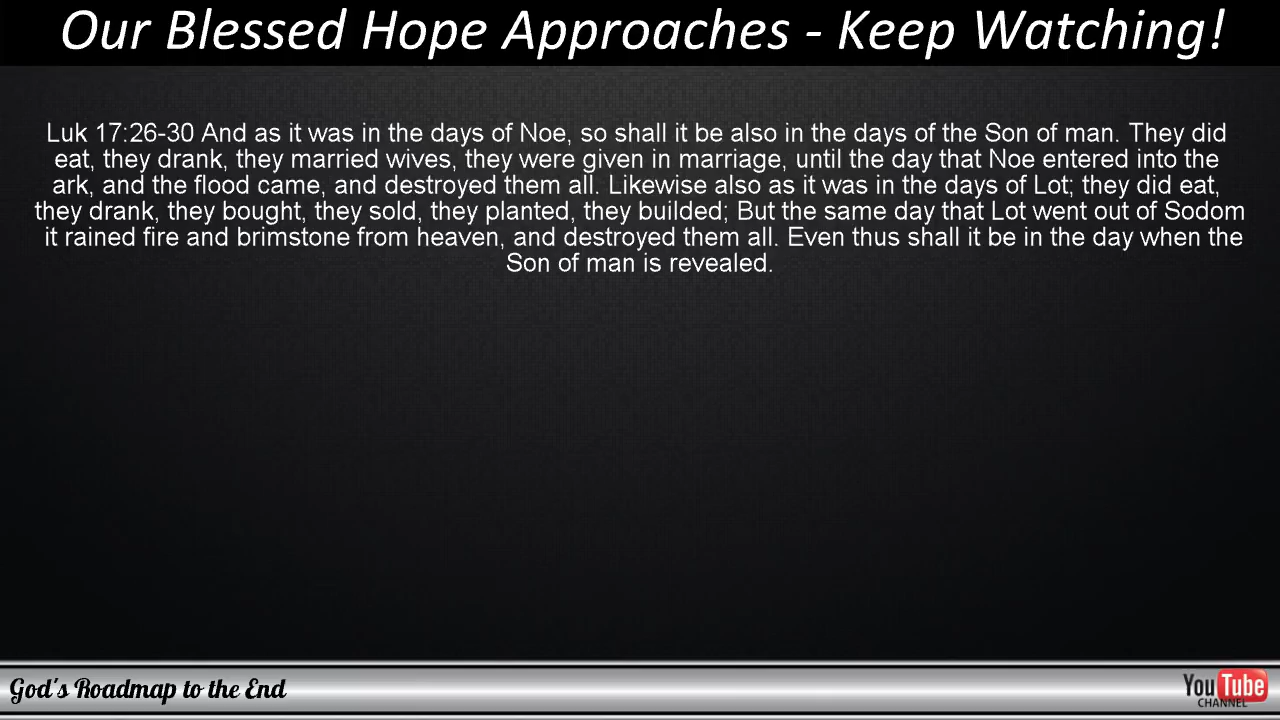 Our Blessed Hope Approaches - Keep Watching!
Luk 17:26-30 And as it was in the days of Noe, so shall it be also in the days of the Son of man. They did
eat, they drank, they married wives, they were given in marriage, until the day that Noe entered into the
ark, and the flood came, and destroyed them all. Likewise also as it was in the days of Lot; they did eat,
they drank, they bought, they sold, they planted, they builded; But the same day that Lot went out of Sodom
it rained fire and brimstone from heaven, and destroyed them all. Even thus shall it be in the day when the
Son of man is revealed.
God's Roadmap to the End
YouTube
CHANNEL